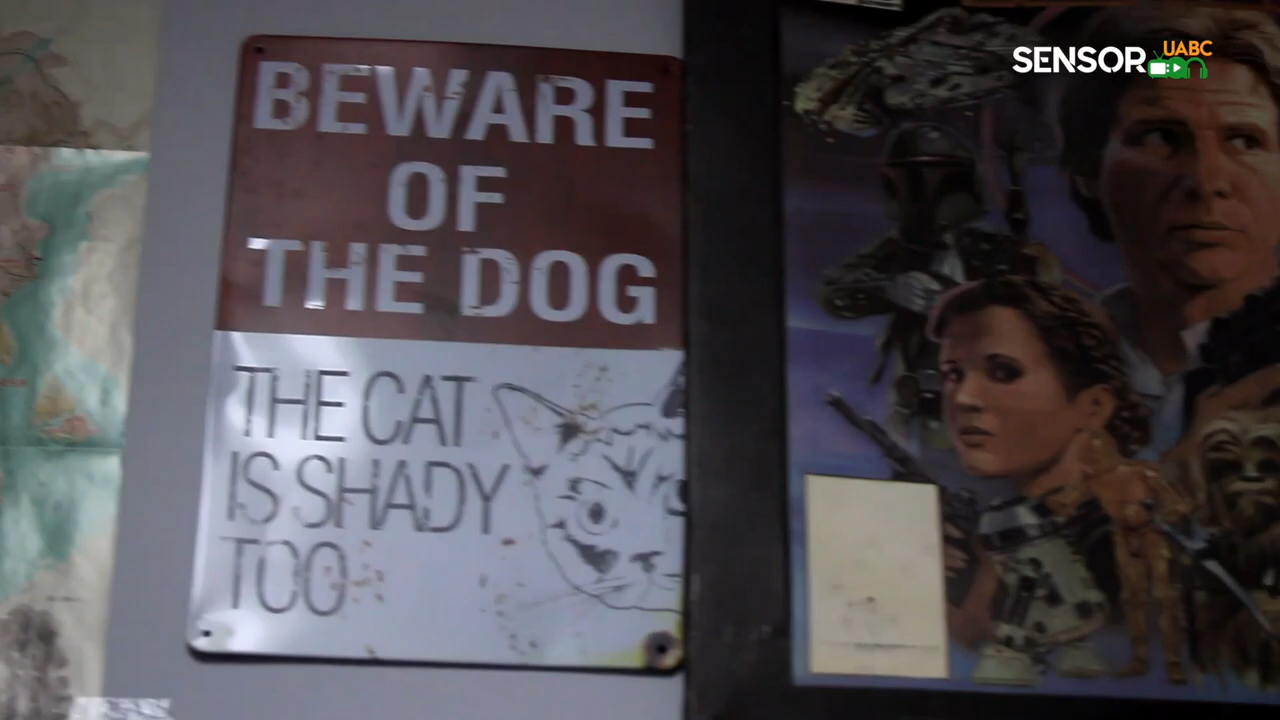 BEWARE
OF
THE DOG
THE CAT
IS SHADY
TOO
SENSOR UABC